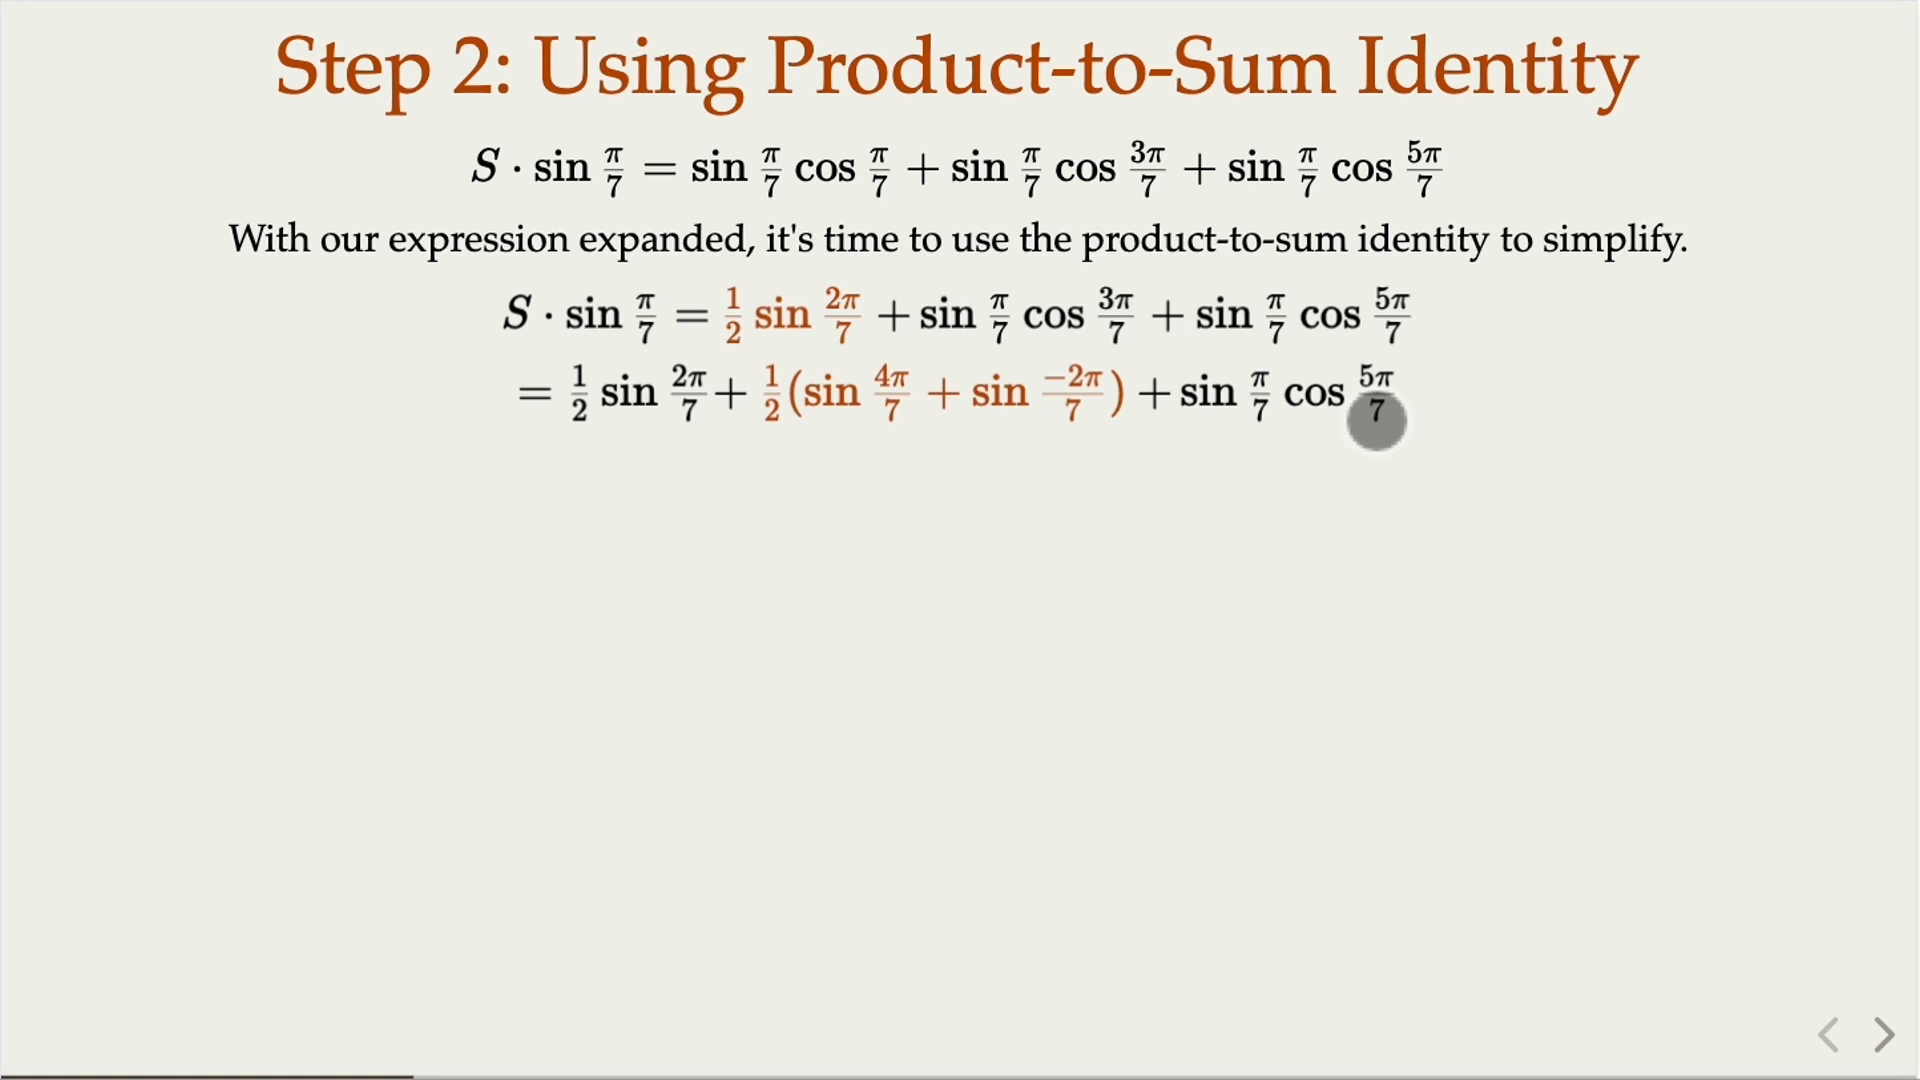 Step 2: Using Product-to-Sum Identity
S · sin π/7 = sin π/7 cos π/7 + sin π/7 cos 3π/7 + sin π/7 cos 5π/7
With our expression expanded, it's time to use the product-to-sum identity to simplify.
S · sin π/7 = 1/2 sin 2π/7 + sin π/7 cos 3π/7 + sin π/7 cos 5π/7
= 1/2 sin 2π/7 + 1/2 (sin 4π/7 + sin −2π/7) + sin π/7 cos 5π/7